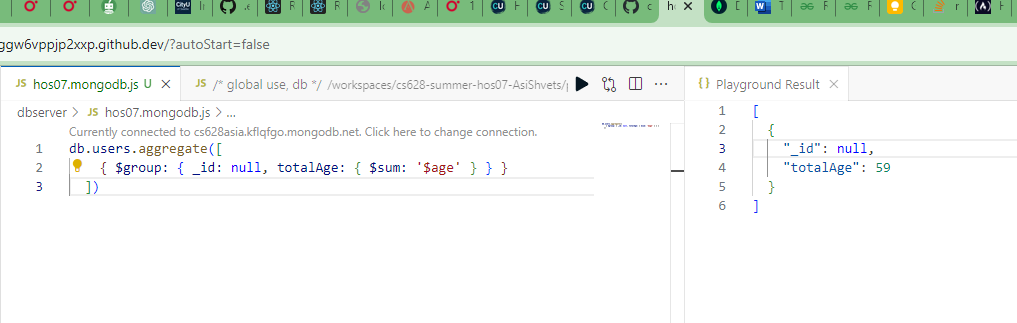 ggw6vppjp2xxp.github.dev/?autoStart=false
JS hos07.mongodb.js U
JS /* global use, db */ /workspaces/cs628-summer-hos07-AsiShvets/
{} Playground Result
dbserver > JS hos07.mongodb.js > ...
Currently connected to cs628asia.kflqfgo.mongodb.net. Click here to change connection.
1 db.users.aggregate([
2 { $group: { _id: null, totalAge: { $sum: '$age' } } }
3 ])
1 [
2 {
3 "_id": null,
4 "totalAge": 59
5 }
6 ]